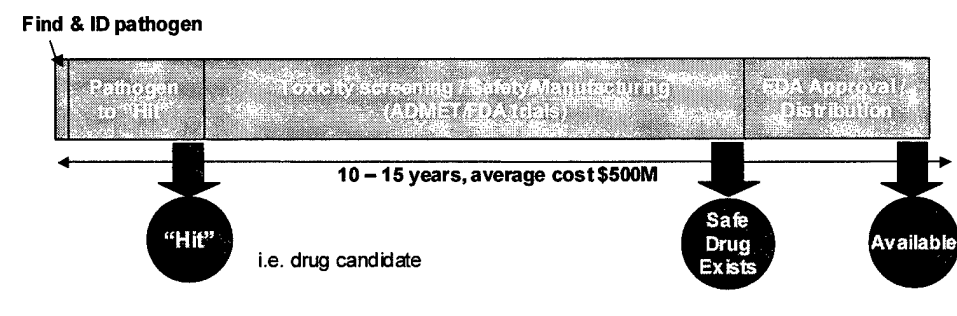 Find & ID pathogen
Pathogen
to "Hit"
Toxicity screening / Safety/Manufacturing
(ADMET/FDA trials)
FDA Approval /
Distribution
10 – 15 years, average cost $500M
“Hit”
i.e. drug candidate
Safe
Drug
Exists
Available